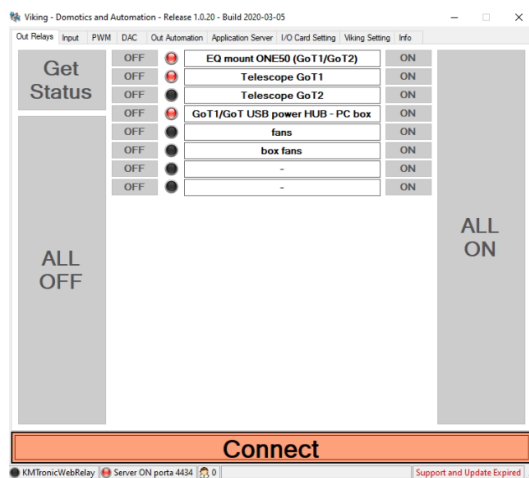 Viking - Domotics and Automation - Release 1.0.20 - Build 2020-03-05
Out Relays Input PWM DAC Out Automation Application Server I/O Card Setting Viking Setting Info
Get
Status
OFF EQ mount ONE50 (GoT1/GoT2) ON
OFF Telescope GoT1 ON
OFF Telescope GoT2 ON
OFF GoT1/GoT USB power HUB - PC box ON
OFF fans ON
OFF box fans ON
OFF - ON
OFF - ON
ALL
OFF
ALL
ON
Connect
KMTronicWebRelay Server ON porta 4434 0 Support and Update Expired